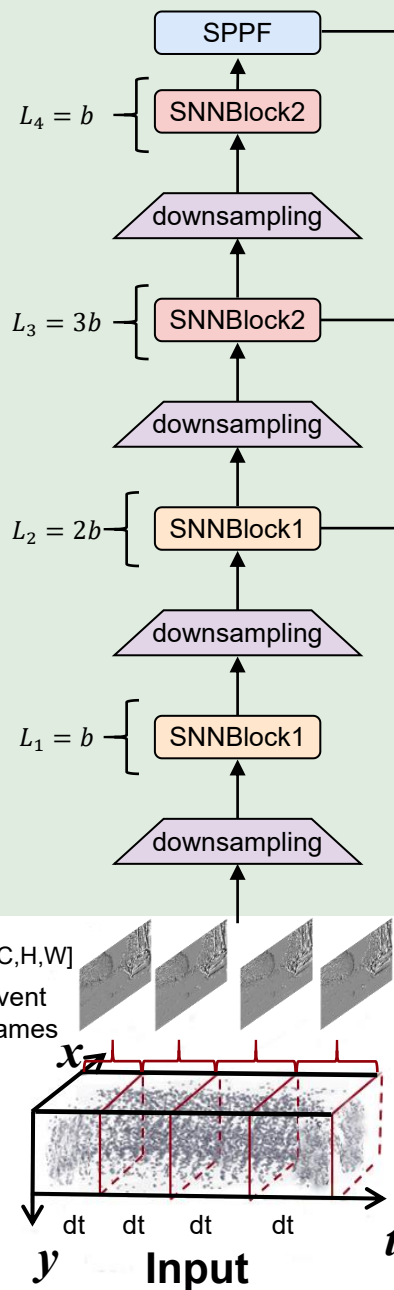 SPPF
L₄ = b
SNNBlock2
downsampling
L₃ = 3b
SNNBlock2
downsampling
L₂ = 2b
SNNBlock1
downsampling
L₁ = b
SNNBlock1
downsampling
C,H,W]
vent
ames
x
dt dt dt dt
t
y
Input